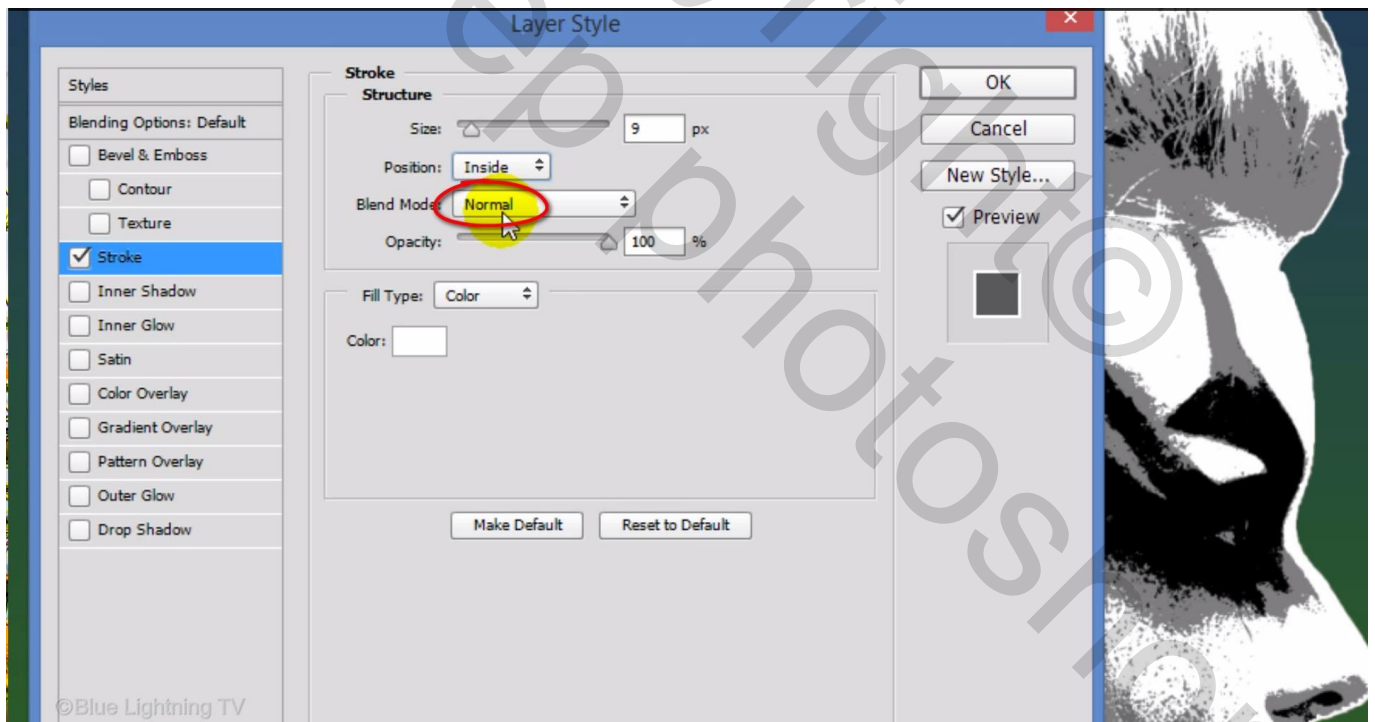 Layer Style
Styles
Blending Options: Default
Bevel & Emboss
Contour
Texture
Stroke
Inner Shadow
Inner Glow
Satin
Color Overlay
Gradient Overlay
Pattern Overlay
Outer Glow
Drop Shadow
Stroke
Structure
Size: 9 px
Position: Inside
Blend Mode: Normal
Opacity: 100 %
Fill Type: Color
Color:
Make Default
Reset to Default
OK
Cancel
New Style...
Preview
©Blue Lightning TV